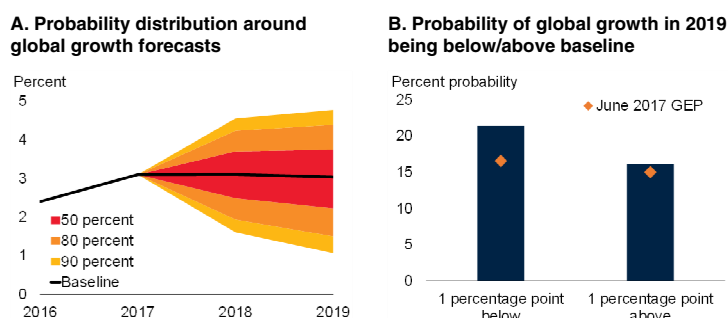 A. Probability distribution around
global growth forecasts
Percent
5
4
3
2
1
0
50 percent
80 percent
90 percent
Baseline
2016 2017 2018 2019
B. Probability of global growth in 2019
being below/above baseline
Percent probability
25
20
15
10
5
0
June 2017 GEP
1 percentage point 1 percentage point
below above